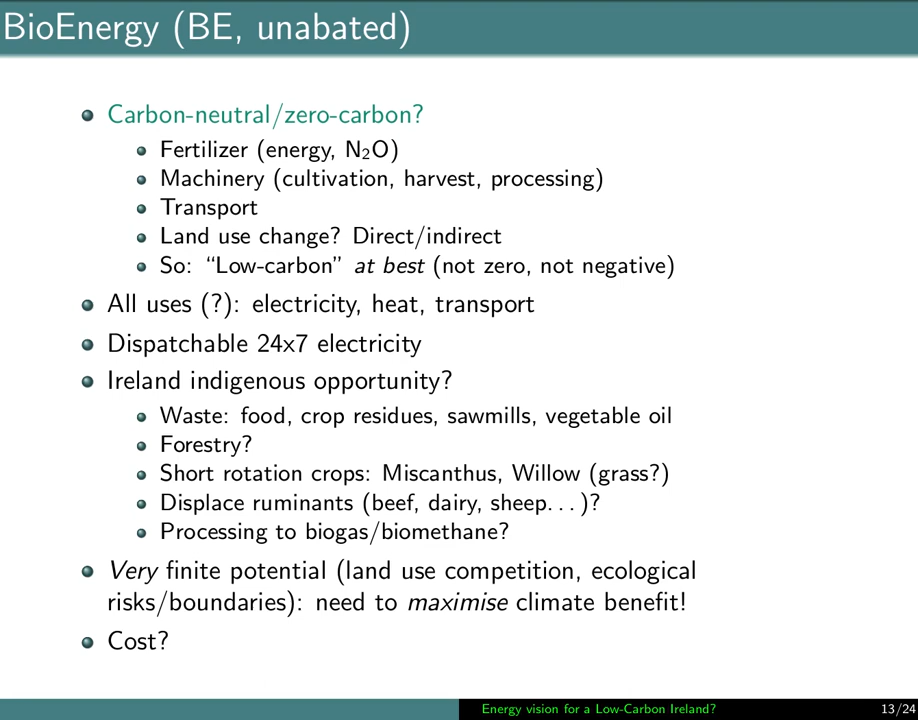 BioEnergy (BE, unabated)
Carbon-neutral/zero-carbon?
Fertilizer (energy, N₂O)
Machinery (cultivation, harvest, processing)
Transport
Land use change? Direct/indirect
So: “Low-carbon” at best (not zero, not negative)
All uses (?): electricity, heat, transport
Dispatchable 24x7 electricity
Ireland indigenous opportunity?
Waste: food, crop residues, sawmills, vegetable oil
Forestry?
Short rotation crops: Miscanthus, Willow (grass?)
Displace ruminants (beef, dairy, sheep. . . )?
Processing to biogas/biomethane?
Very finite potential (land use competition, ecological
risks/boundaries): need to maximise climate benefit!
Cost?
Energy vision for a Low-Carbon Ireland? 13/24